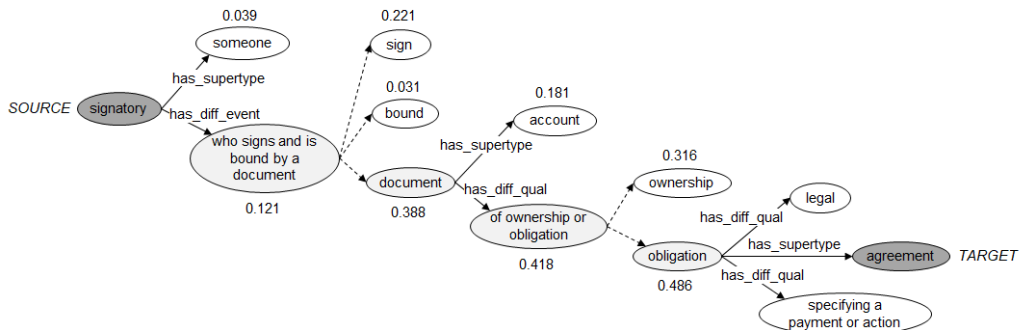 0.039
0.221
someone
sign
has_supertype
0.031
0.181
SOURCE
signatory
bound
account
has_diff_event
has_supertype
0.316
who signs and is
bound by a
document
document
ownership
legal
has_diff_qual
0.121
0.388
of ownership or
obligation
has_diff_qual
has_supertype
0.418
obligation
agreement
TARGET
has_diff_qual
0.486
specifying a
payment or action